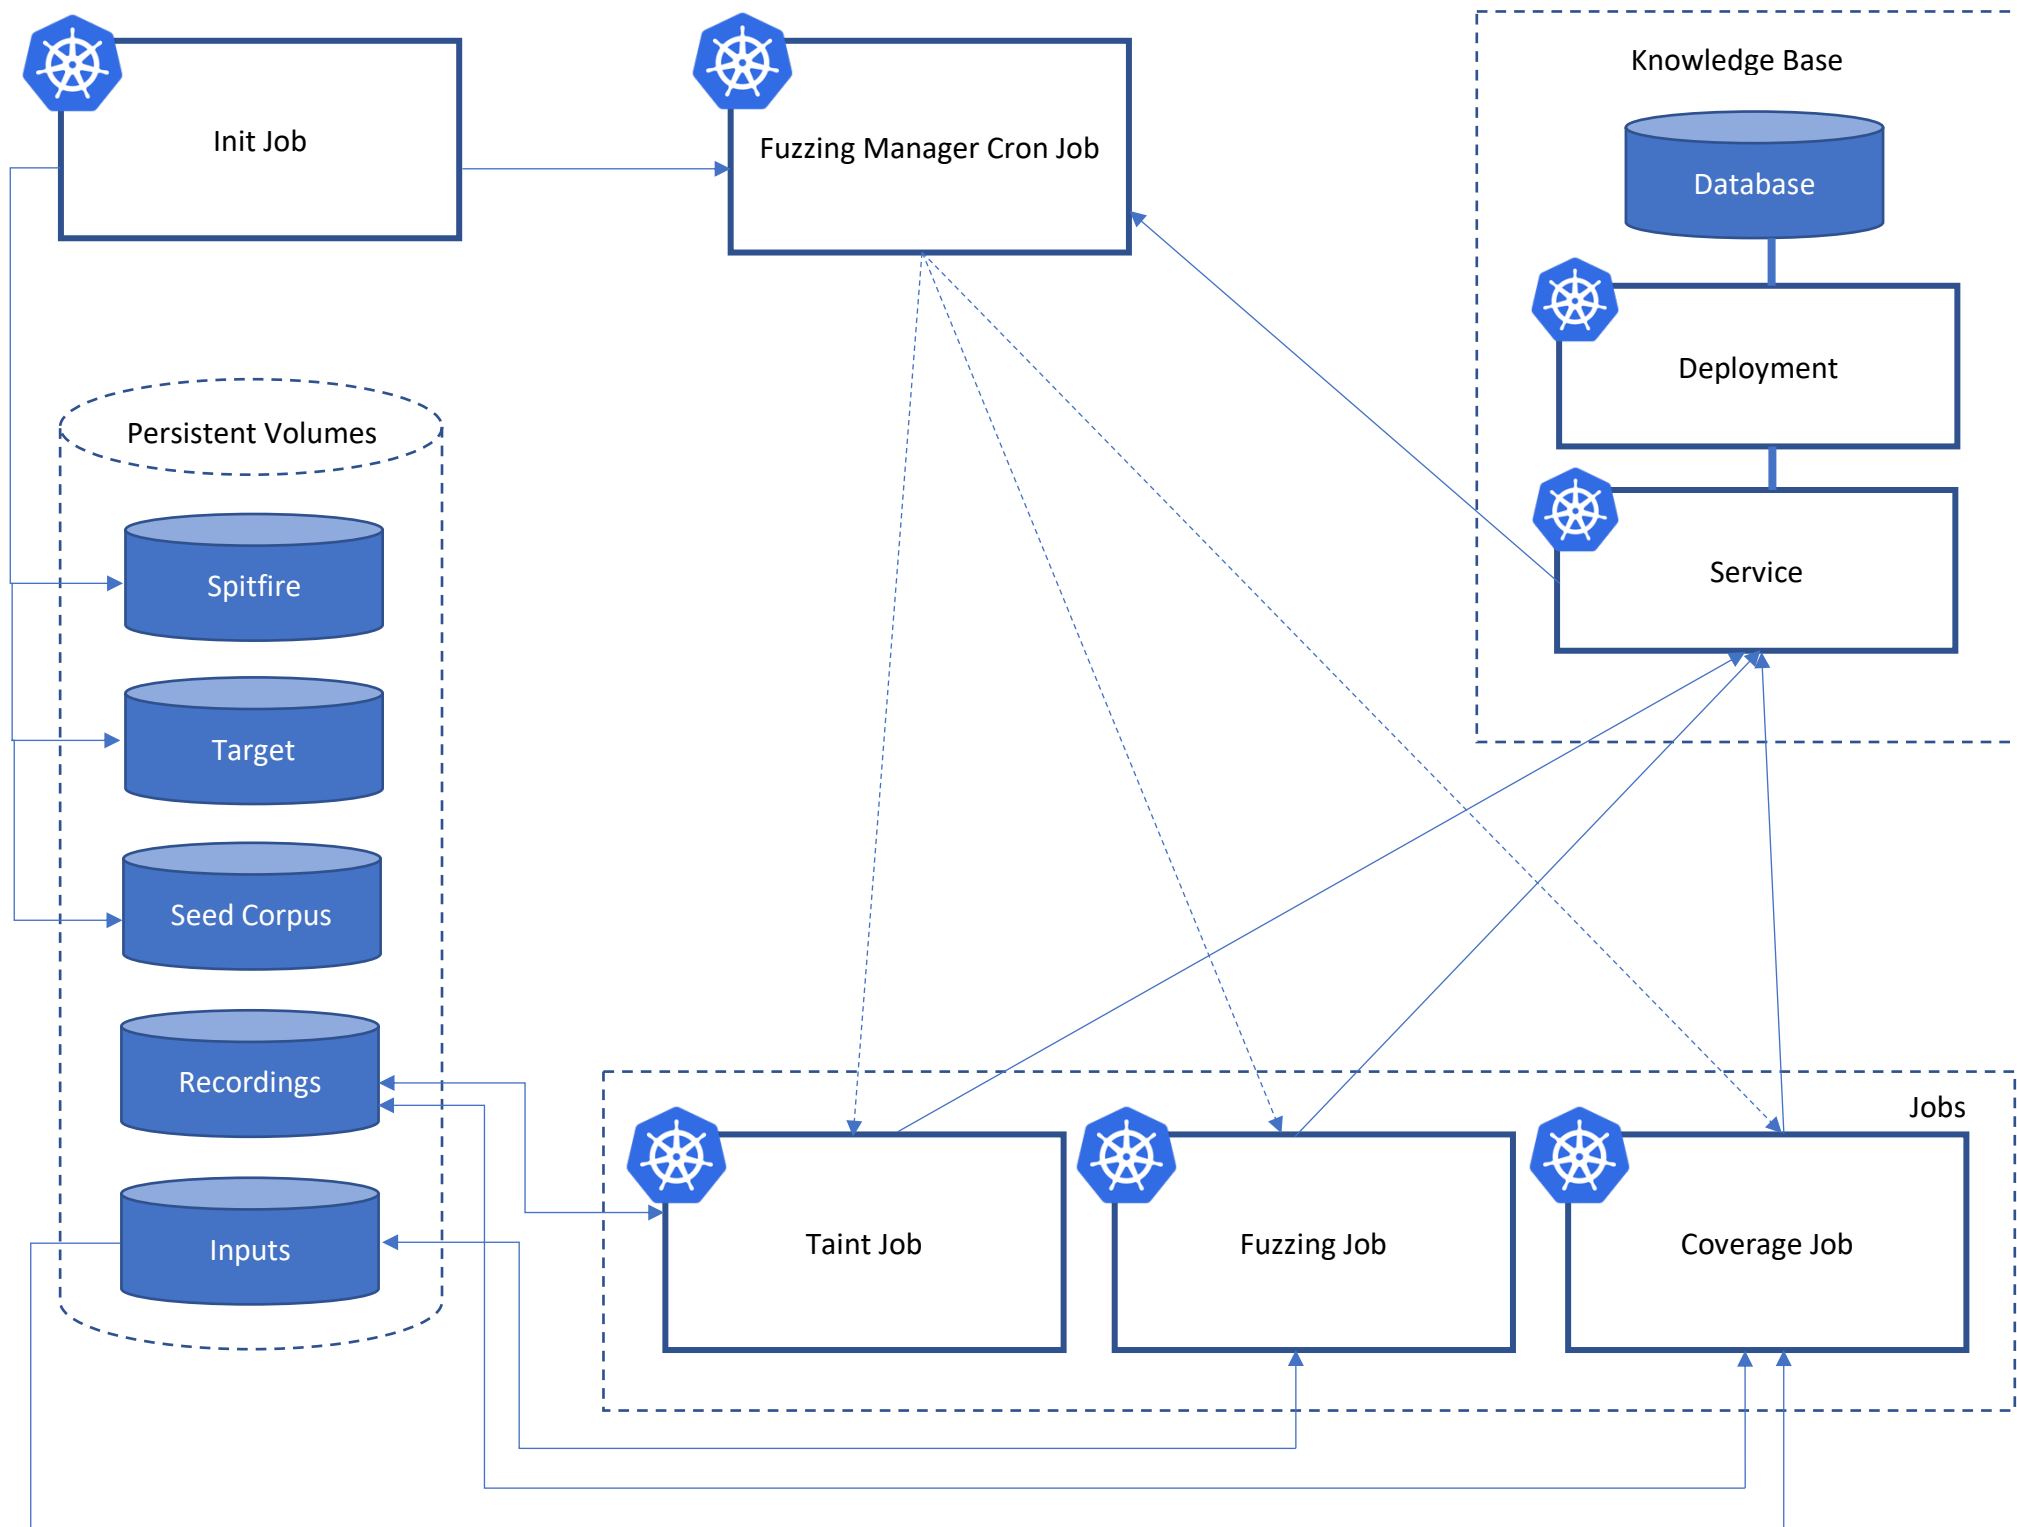 Init Job
Fuzzing Manager Cron Job
Knowledge Base
Database
Deployment
Service
Persistent Volumes
Spitfire
Target
Seed Corpus
Recordings
Inputs
Jobs
Taint Job
Fuzzing Job
Coverage Job